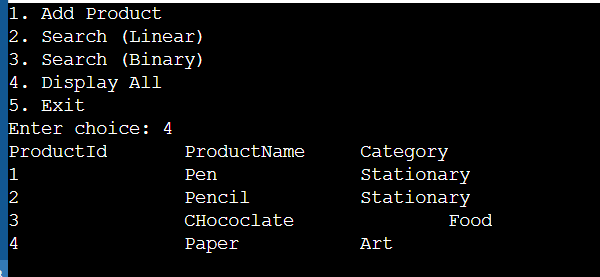 1. Add Product
2. Search (Linear)
3. Search (Binary)
4. Display All
5. Exit
Enter choice: 4
ProductId ProductName Category
1 Pen Stationary
2 Pencil Stationary
3 CHococlate Food
4 Paper Art